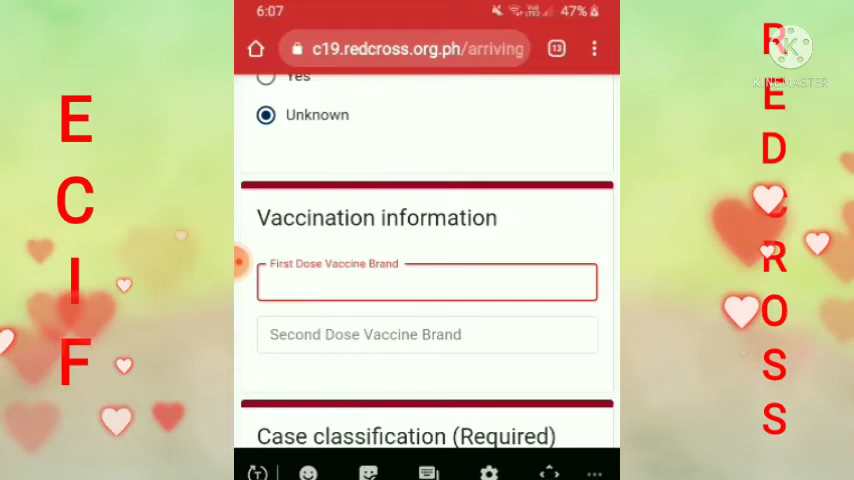 6:07
47%
c19.redcross.org.ph/arriving
13
Yes
Unknown
Vaccination information
First Dose Vaccine Brand
Second Dose Vaccine Brand
Case classification (Required)
E
C
I
F
R
E
D
C
R
O
S
S
KINEMASTER